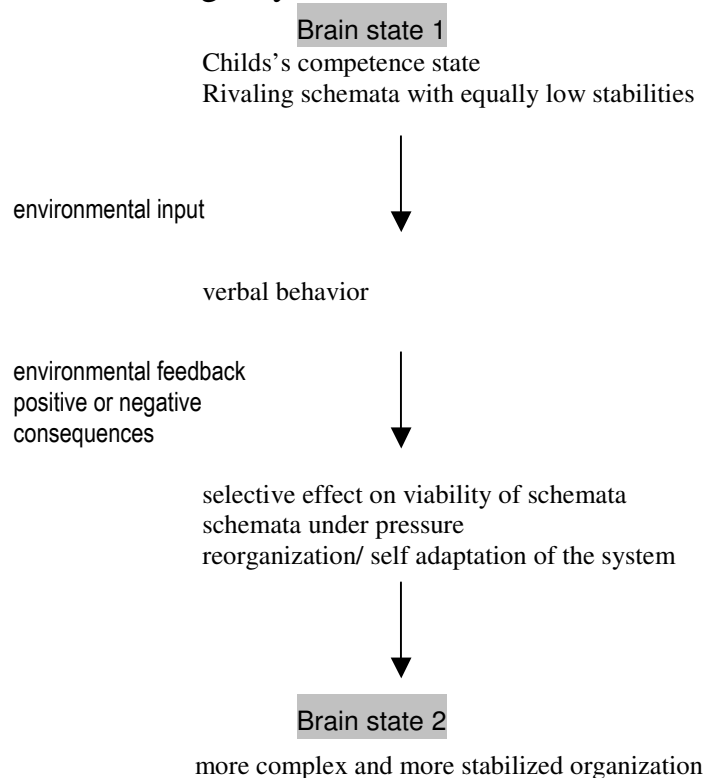 Brain state 1
Childs's competence state
Rivaling schemata with equally low stabilities
environmental input
verbal behavior
environmental feedback
positive or negative
consequences
selective effect on viability of schemata
schemata under pressure
reorganization/ self adaptation of the system
Brain state 2
more complex and more stabilized organization